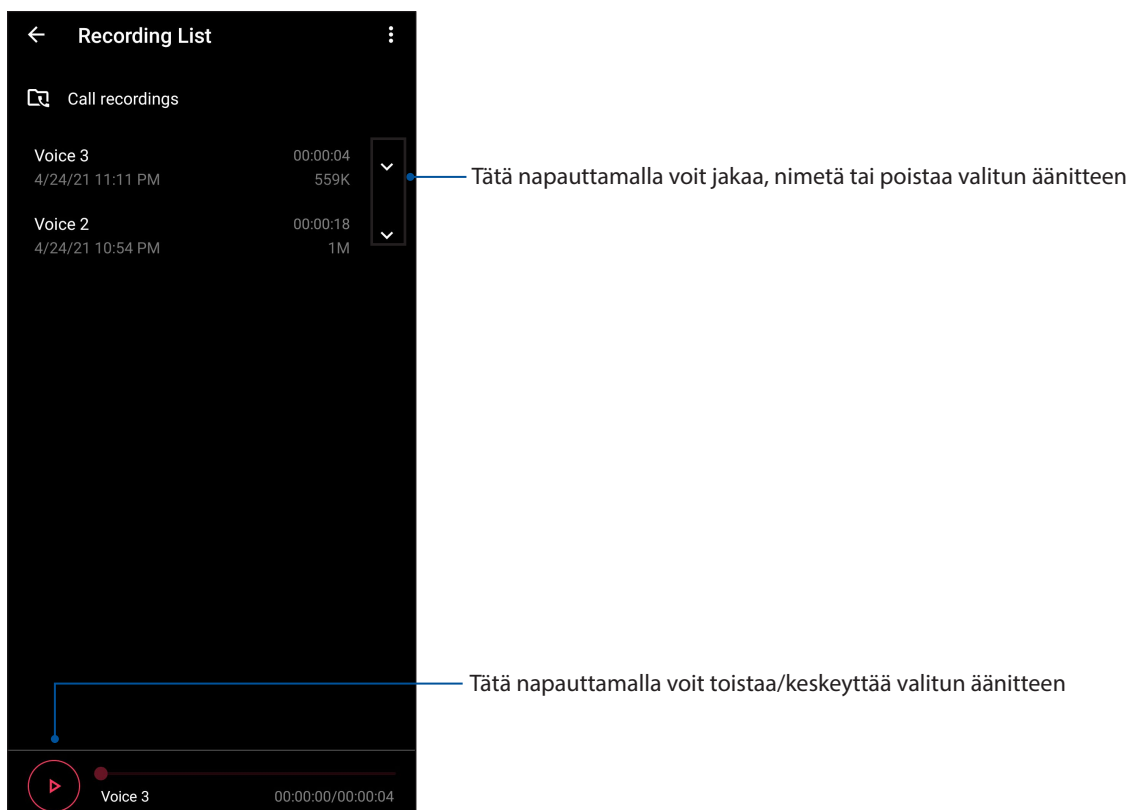 Recording List
Call recordings
Voice 3 00:00:04
4/24/21 11:11 PM 559K
Tätä napauttamalla voit jakaa, nimetä tai poistaa valitun äänitteen
Voice 2 00:00:18
4/24/21 10:54 PM 1M
Tätä napauttamalla voit toistaa/keskeyttää valitun äänitteen
Voice 3 00:00:00/00:00:04